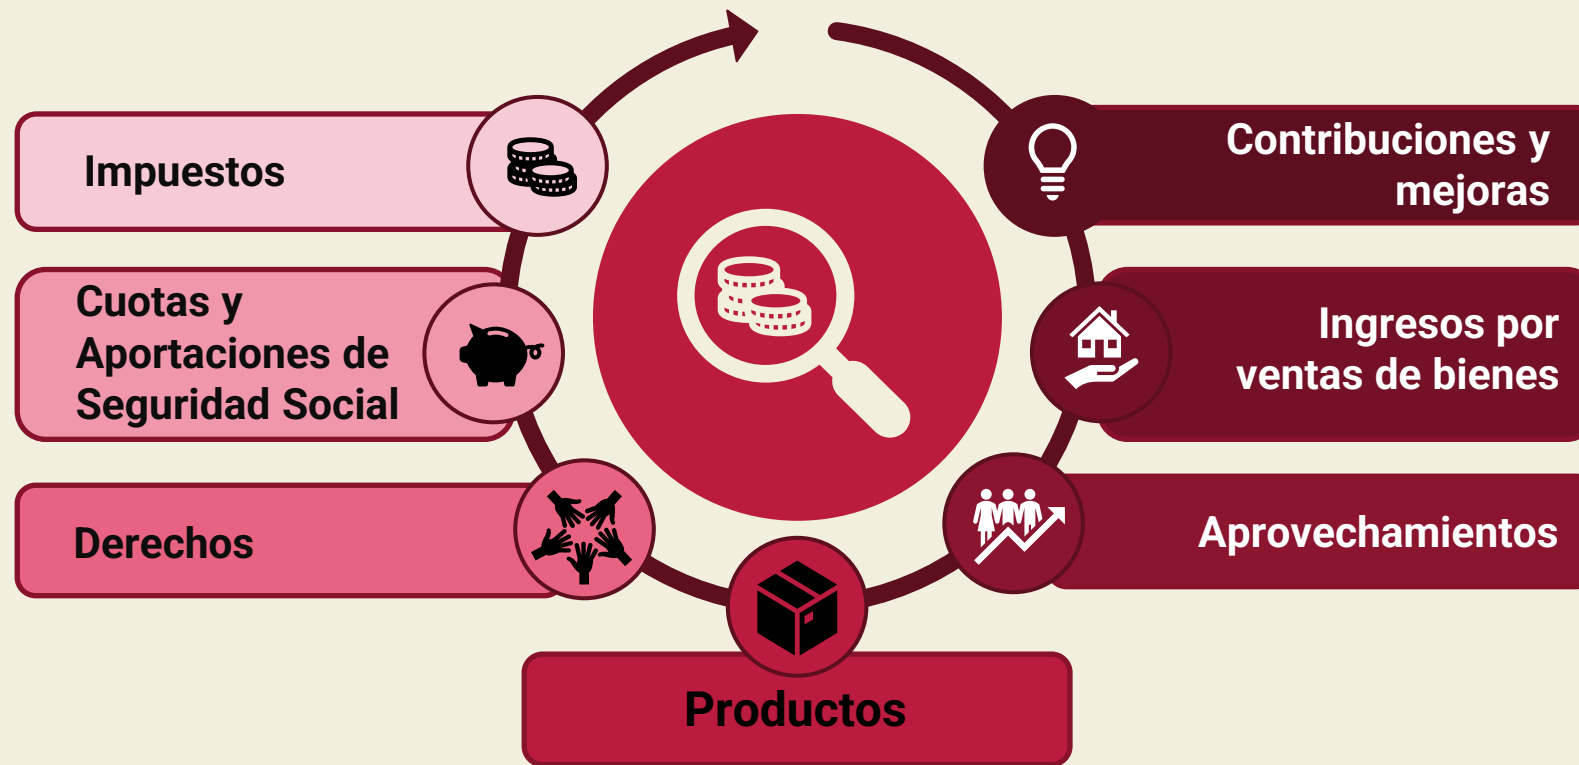 Impuestos
Cuotas y
Aportaciones de
Seguridad Social
Derechos
Productos
Contribuciones y
mejoras
Ingresos por
ventas de bienes
Aprovechamientos